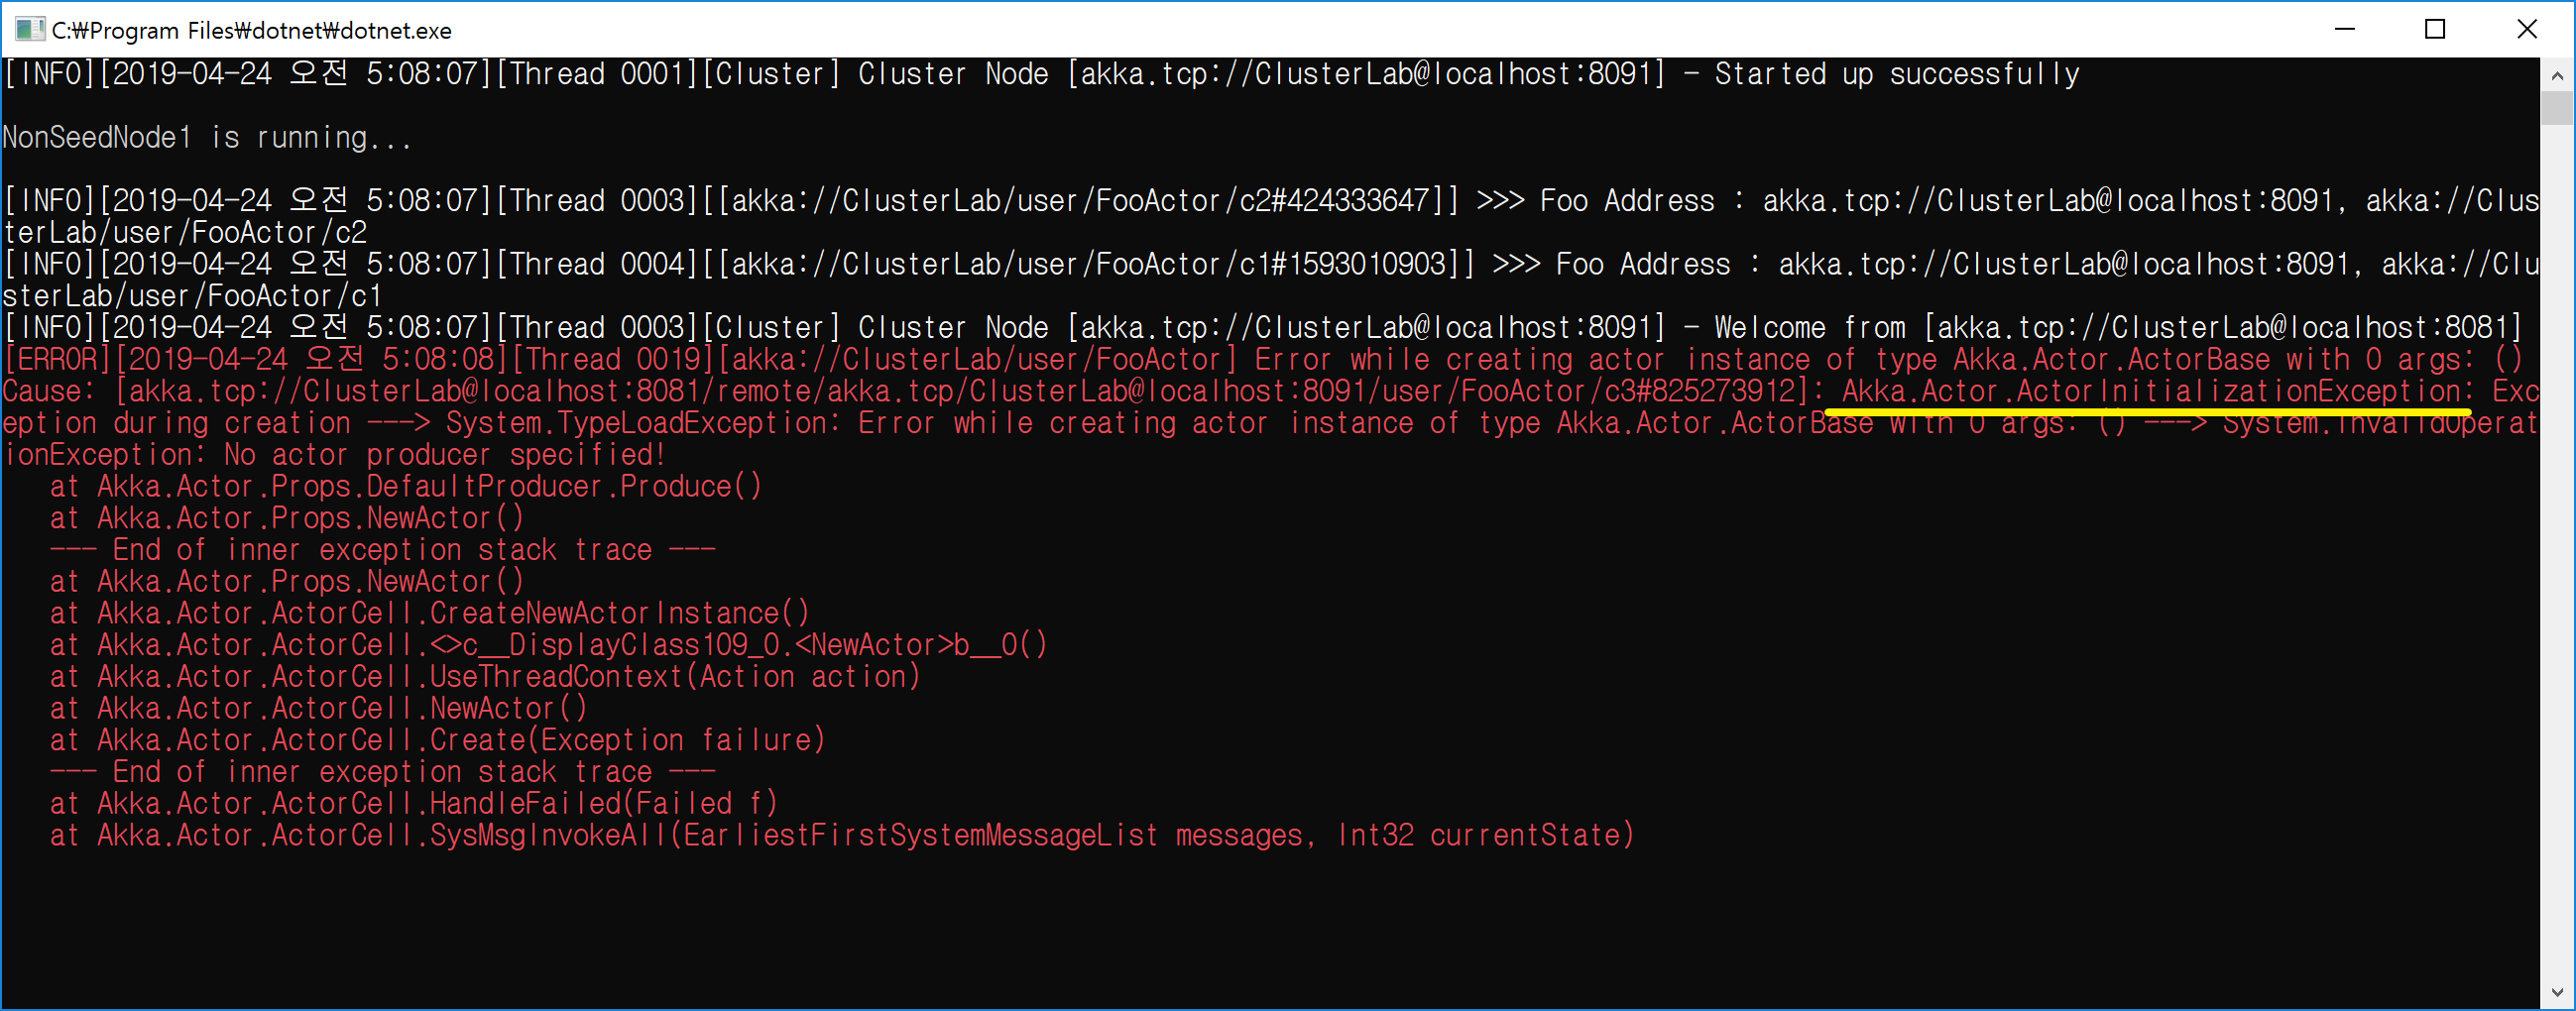 C:₩Program Files₩dotnet₩dotnet.exe
[INFO][2019-04-24 오전 5:08:07][Thread 0001][Cluster] Cluster Node [akka.tcp://ClusterLab@localhost:8091] - Started up successfully
NonSeedNode1 is running...
[INFO][2019-04-24 오전 5:08:07][Thread 0003][[akka://ClusterLab/user/FooActor/c2#424333647]] >>> Foo Address : akka.tcp://ClusterLab@localhost:8091, akka://Clus
terLab/user/FooActor/c2
[INFO][2019-04-24 오전 5:08:07][Thread 0004][[akka://ClusterLab/user/FooActor/c1#1593010903]] >>> Foo Address : akka.tcp://ClusterLab@localhost:8091, akka://Clu
sterLab/user/FooActor/c1
[INFO][2019-04-24 오전 5:08:07][Thread 0003][Cluster] Cluster Node [akka.tcp://ClusterLab@localhost:8091] - Welcome from [akka.tcp://ClusterLab@localhost:8081]
[ERROR][2019-04-24 오전 5:08:08][Thread 0019][akka://ClusterLab/user/FooActor] Error while creating actor instance of type Akka.Actor.ActorBase with 0 args: ()
Cause: [akka.tcp://ClusterLab@localhost:8081/remote/akka.tcp/ClusterLab@localhost:8091/user/FooActor/c3#825273912]: Akka.Actor.ActorInitializationException: Exc
eption during creation ---> System.TypeLoadException: Error while creating actor instance of type Akka.Actor.ActorBase with 0 args: () ---> System.InvalidOperat
ionException: No actor producer specified!
   at Akka.Actor.Props.DefaultProducer.Produce()
   at Akka.Actor.Props.NewActor()
   --- End of inner exception stack trace ---
   at Akka.Actor.Props.NewActor()
   at Akka.Actor.ActorCell.CreateNewActorInstance()
   at Akka.Actor.ActorCell.<>c__DisplayClass109_0.<NewActor>b__0()
   at Akka.Actor.ActorCell.UseThreadContext(Action action)
   at Akka.Actor.ActorCell.NewActor()
   at Akka.Actor.ActorCell.Create(Exception failure)
   --- End of inner exception stack trace ---
   at Akka.Actor.ActorCell.HandleFailed(Failed f)
   at Akka.Actor.ActorCell.SysMsgInvokeAll(EarliestFirstSystemMessageList messages, Int32 currentState)